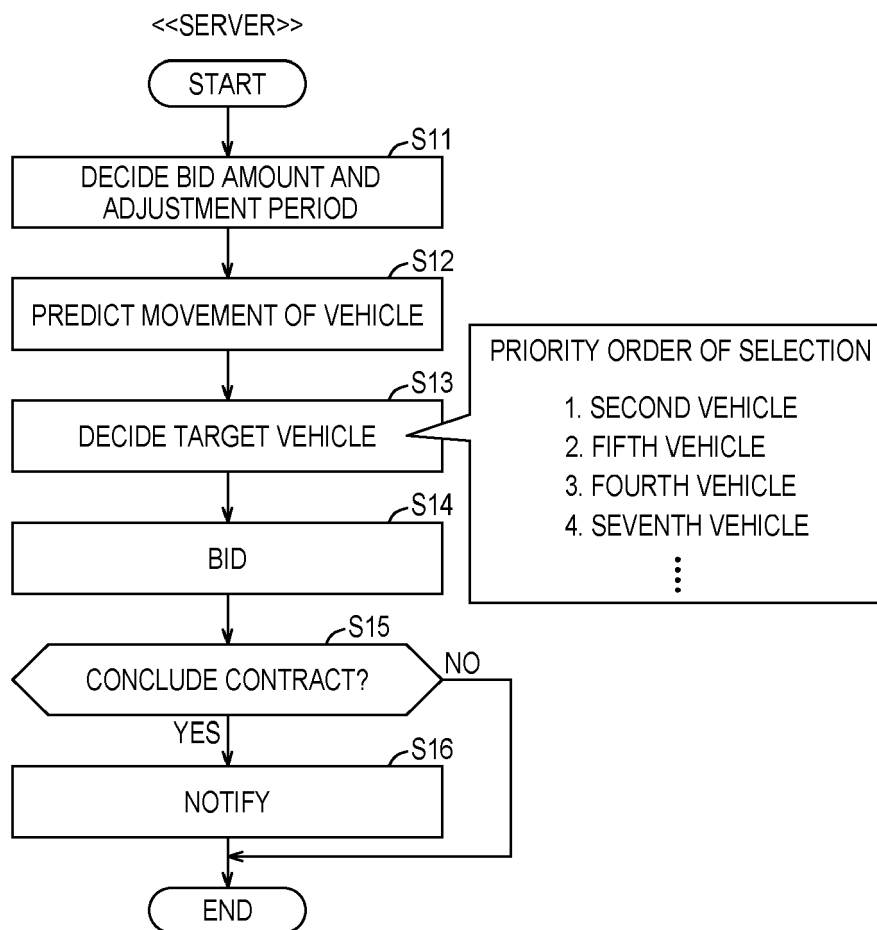 <<SERVER>>
START
S11
DECIDE BID AMOUNT AND
ADJUSTMENT PERIOD
S12
PREDICT MOVEMENT OF VEHICLE
S13
DECIDE TARGET VEHICLE
PRIORITY ORDER OF SELECTION
1. SECOND VEHICLE
2. FIFTH VEHICLE
3. FOURTH VEHICLE
4. SEVENTH VEHICLE
S14
BID
S15
CONCLUDE CONTRACT?
NO
YES
S16
NOTIFY
END